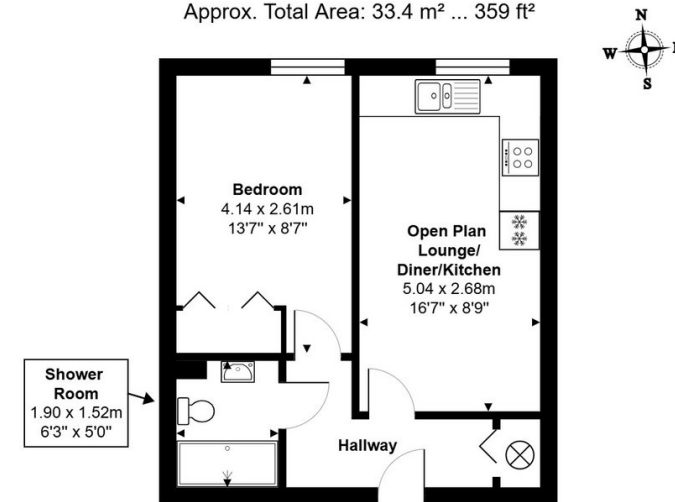 Approx. Total Area: 33.4 m² ... 359 ft²
N
W
S
Bedroom
4.14 x 2.61m
13'7" x 8'7"
Open Plan
Lounge/
Diner/Kitchen
5.04 x 2.68m
16'7" x 8'9"
Shower
Room
1.90 x 1.52m
6'3" x 5'0"
Hallway